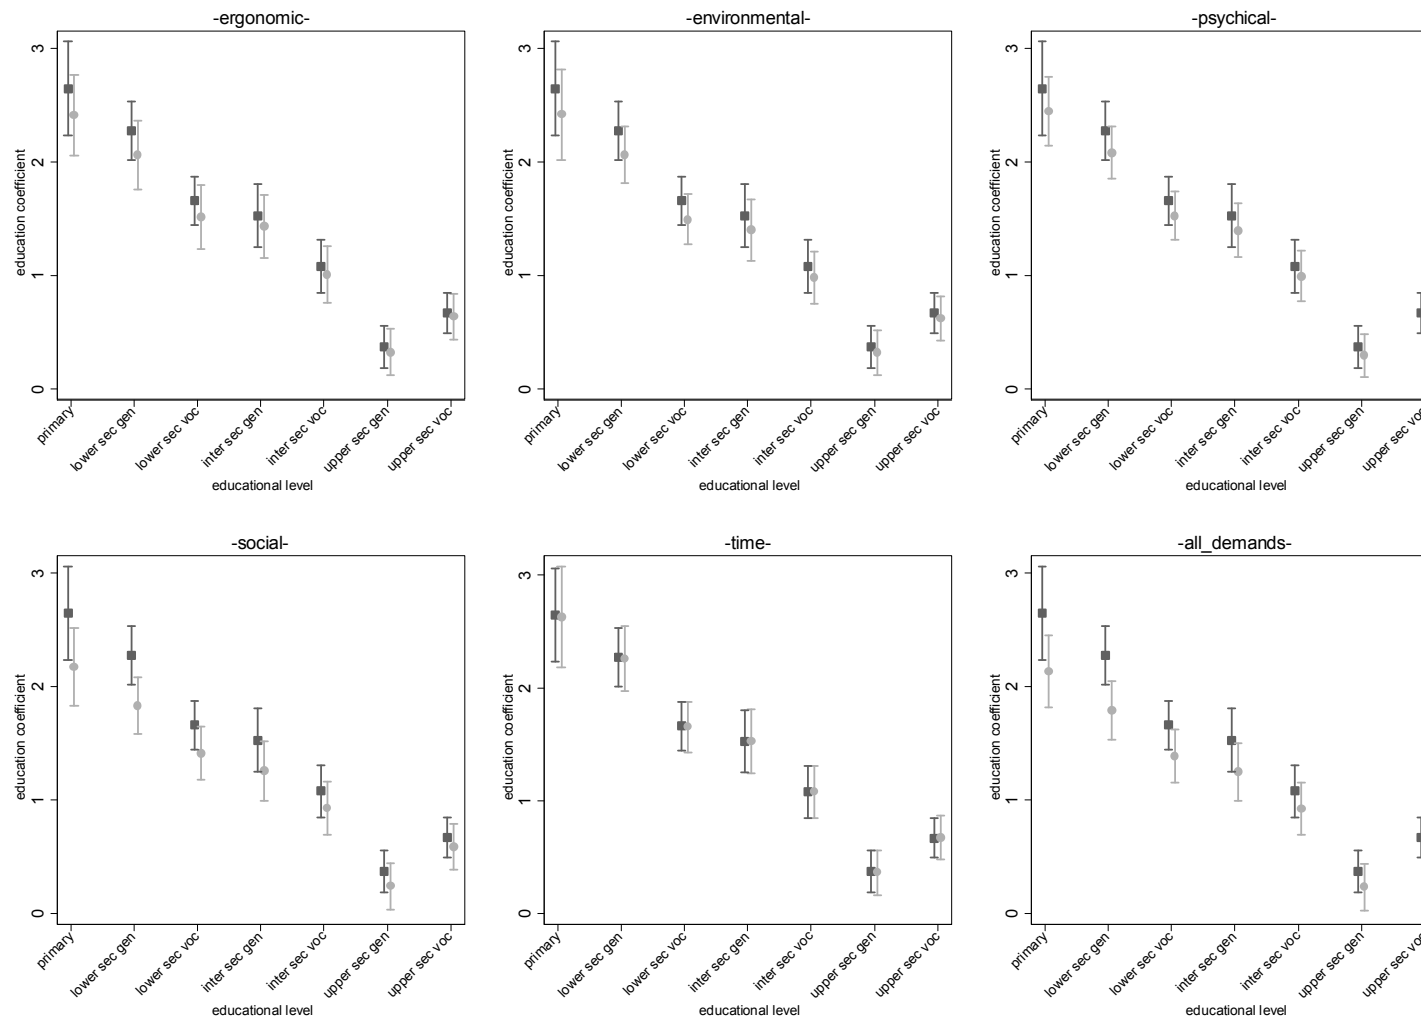 -ergonomic-
education coefficient
3
2
1
0
primary
lower sec gen
lower sec voc
inter sec gen
inter sec voc
upper sec gen
upper sec voc
educational level
-environmental-
education coefficient
3
2
1
0
primary
lower sec gen
lower sec voc
inter sec gen
inter sec voc
upper sec gen
upper sec voc
educational level
-psychical-
education coefficient
3
2
1
0
primary
lower sec gen
lower sec voc
inter sec gen
inter sec voc
upper sec gen
upper sec voc
educational level
-social-
education coefficient
3
2
1
0
primary
lower sec gen
lower sec voc
inter sec gen
inter sec voc
upper sec gen
upper sec voc
educational level
-time-
education coefficient
3
2
1
0
primary
lower sec gen
lower sec voc
inter sec gen
inter sec voc
upper sec gen
upper sec voc
educational level
-all_demands-
education coefficient
3
2
1
0
primary
lower sec gen
lower sec voc
inter sec gen
inter sec voc
upper sec gen
upper sec voc
educational level